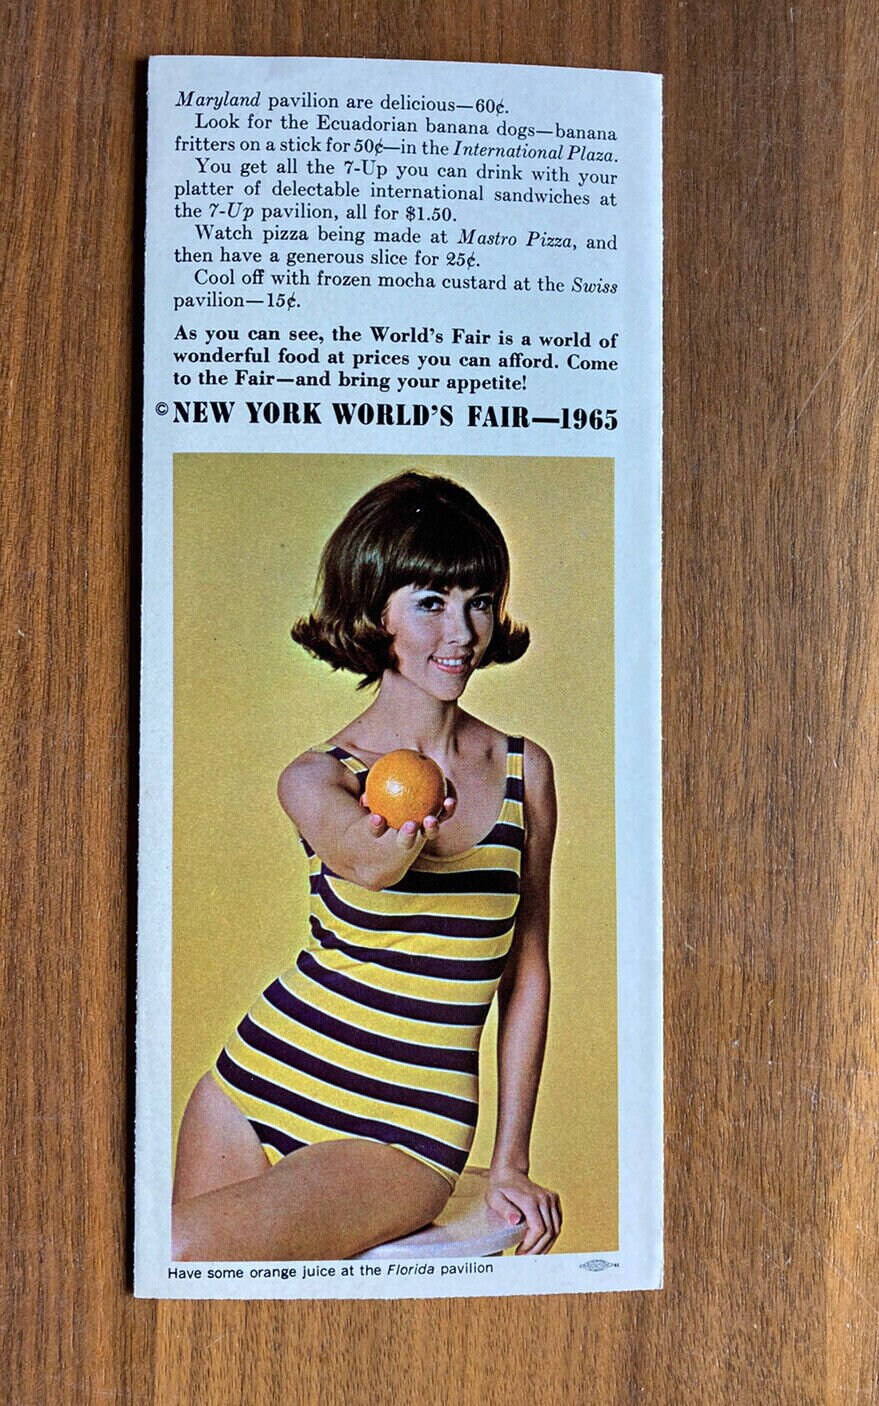 Maryland pavilion are delicious—60¢.
Look for the Ecuadorian banana dogs—banana
fritters on a stick for 50¢—in the International Plaza.
You get all the 7-Up you can drink with your
platter of delectable international sandwiches at
the 7-Up pavilion, all for $1.50.
Watch pizza being made at Mastro Pizza, and
then have a generous slice for 25¢.
Cool off with frozen mocha custard at the Swiss
pavilion—15¢.
As you can see, the World's Fair is a world of
wonderful food at prices you can afford. Come
to the Fair—and bring your appetite!
©NEW YORK WORLD'S FAIR—1965
Have some orange juice at the Florida pavilion